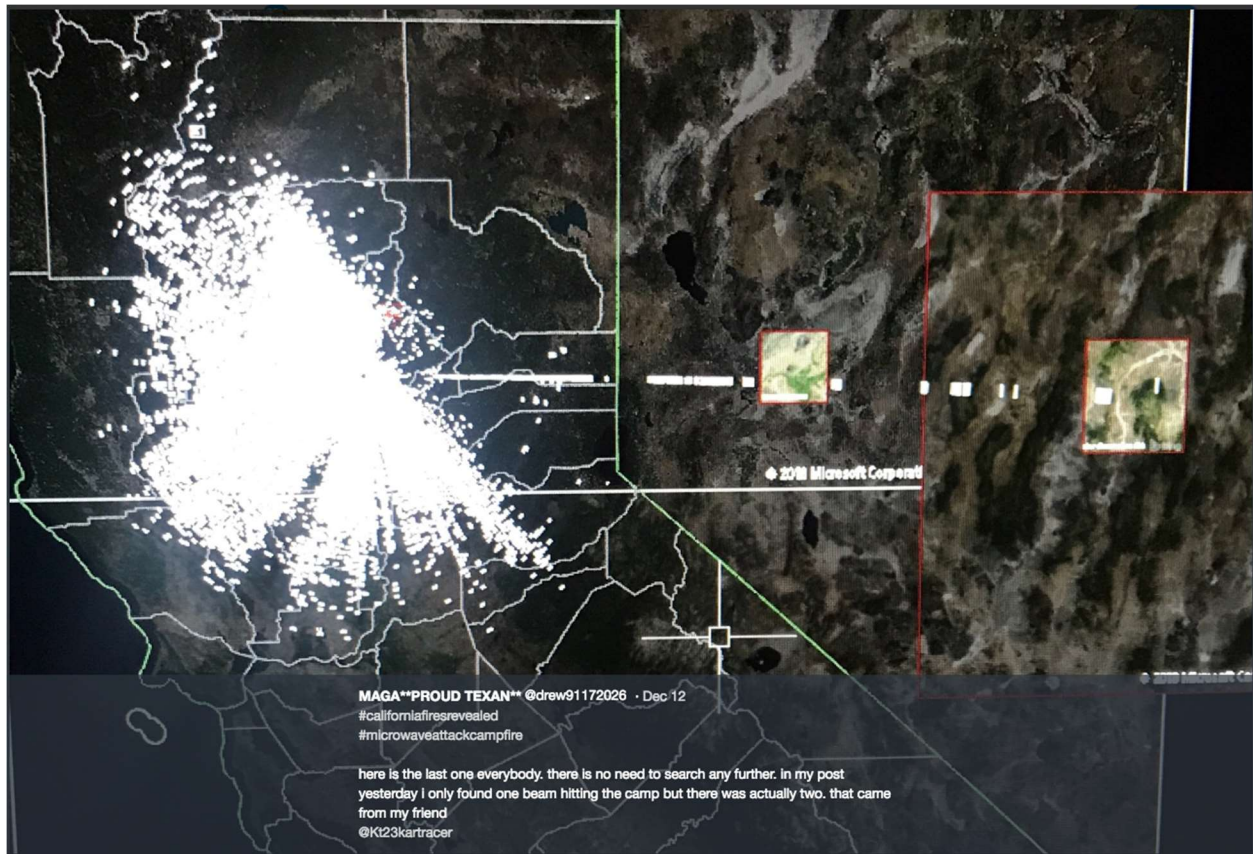 © 2018 Microsoft Corporati
MAGA**PROUD TEXAN** @drew91172026 · Dec 12
#californiafiresrevealed
#microwaveattackcampfire
here is the last one everybody. there is no need to search any further. in my post
yesterday i only found one beam hitting the camp but there was actually two. that came
from my friend
@Kt23kartracer